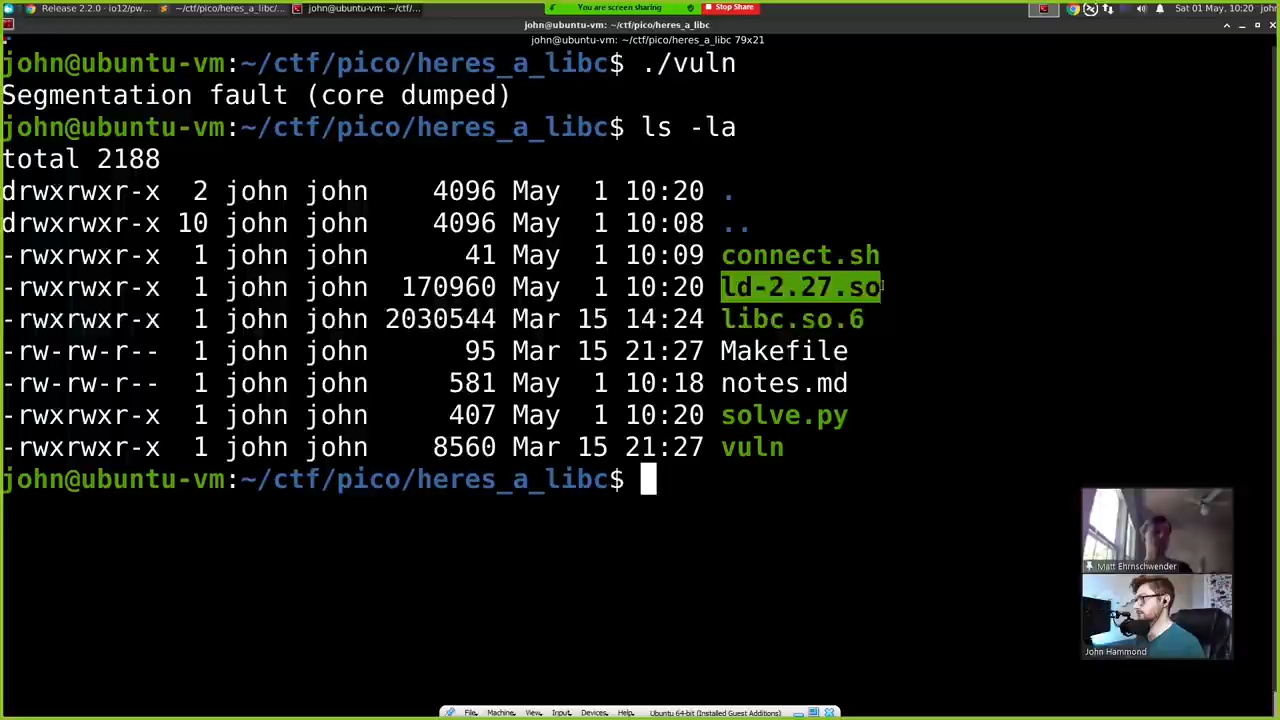 Release 2.2.0 · io12/pw... ~/ctf/pico/heres_a_libc/... john@ubuntu-vm: ~/ctf/... You are screen sharing Stop Share Sat 01 May, 10:20 john
john@ubuntu-vm: ~/ctf/pico/heres_a_libc
john@ubuntu-vm: ~/ctf/pico/heres_a_libc 79x21
john@ubuntu-vm:~/ctf/pico/heres_a_libc$ ./vuln
Segmentation fault (core dumped)
john@ubuntu-vm:~/ctf/pico/heres_a_libc$ ls -la
total 2188
drwxrwxr-x 2 john john 4096 May 1 10:20 .
drwxrwxr-x 10 john john 4096 May 1 10:08 ..
-rwxrwxr-x 1 john john 41 May 1 10:09 connect.sh
-rwxrwxr-x 1 john john 170960 May 1 10:20 ld-2.27.so
-rwxrwxr-x 1 john john 2030544 Mar 15 14:24 libc.so.6
-rw-rw-r-- 1 john john 95 Mar 15 21:27 Makefile
-rw-rw-r-- 1 john john 581 May 1 10:18 notes.md
-rwxrwxr-x 1 john john 407 May 1 10:20 solve.py
-rwxrwxr-x 1 john john 8560 Mar 15 21:27 vuln
john@ubuntu-vm:~/ctf/pico/heres_a_libc$
Matt Ehrnschwender
John Hammond
File Machine View Input Devices Help Ubuntu 64-bit (Installed Guest Additions)